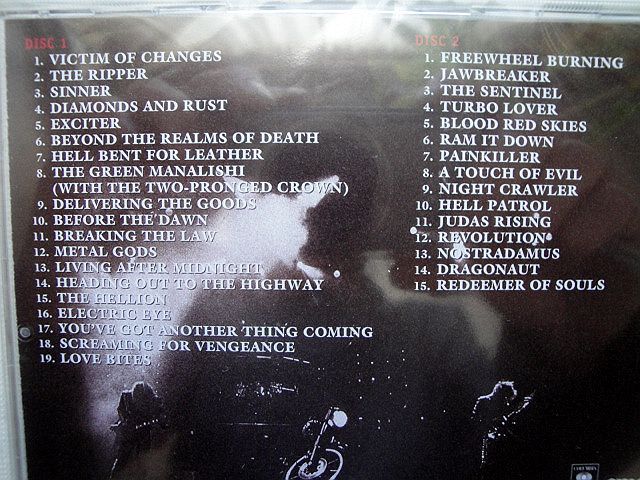 DISC 1
1. VICTIM OF CHANGES
2. THE RIPPER
3. SINNER
4. DIAMONDS AND RUST
5. EXCITER
6. BEYOND THE REALMS OF DEATH
7. HELL BENT FOR LEATHER
8. THE GREEN MANALISHI
(WITH THE TWO-PRONGED CROWN)
9. DELIVERING THE GOODS
10. BEFORE THE DAWN
11. BREAKING THE LAW
12. METAL GODS
13. LIVING AFTER MIDNIGHT
14. HEADING OUT TO THE HIGHWAY
15. THE HELLION
16. ELECTRIC EYE
17. YOU'VE GOT ANOTHER THING COMING
18. SCREAMING FOR VENGEANCE
19. LOVE BITES
DISC 2
1. FREEWHEEL BURNING
2. JAWBREAKER
3. THE SENTINEL
4. TURBO LOVER
5. BLOOD RED SKIES
6. RAM IT DOWN
7. PAINKILLER
8. A TOUCH OF EVIL
9. NIGHT CRAWLER
10. HELL PATROL
11. JUDAS RISING
12. REVOLUTION
13. NOSTRADAMUS
14. DRAGONAUT
15. REDEEMER OF SOULS
COLUMBIA